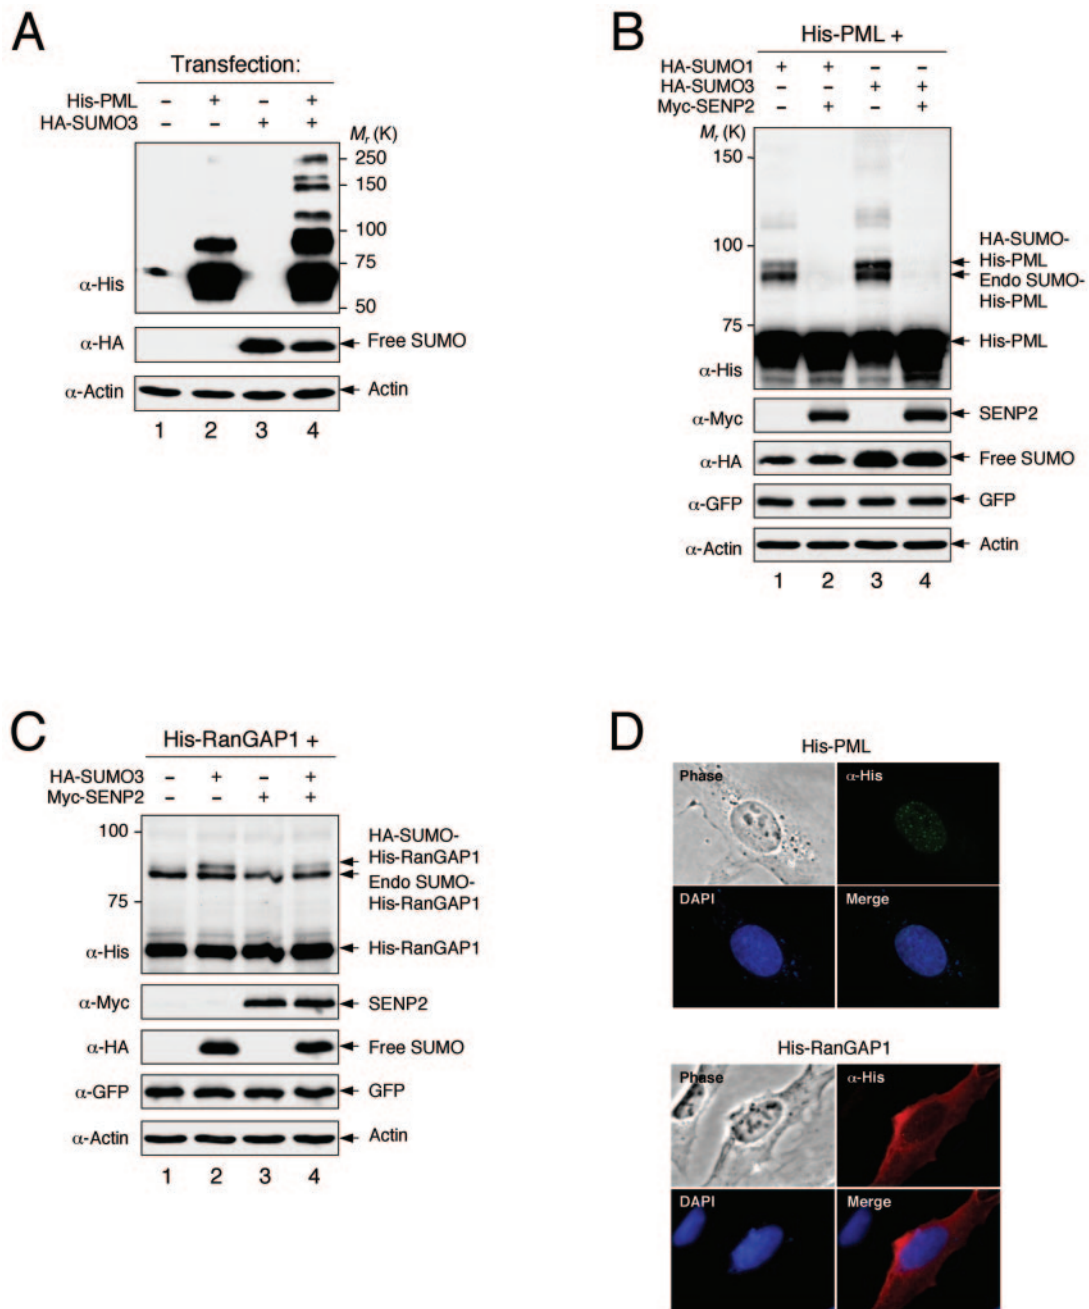 A
Transfection:
His-PML – + – +
HA-SUMO3 – – + +
Mr (K)
250
150
100
75
50
α-His
α-HA
Free SUMO
α-Actin
Actin
1 2 3 4
B
His-PML +
HA-SUMO1 + + – –
HA-SUMO3 – – + +
Myc-SENP2 – + – +
Mr (K)
150
100
75
HA-SUMO-
His-PML
Endo SUMO-
His-PML
His-PML
α-His
α-Myc
SENP2
α-HA
Free SUMO
α-GFP
GFP
α-Actin
Actin
1 2 3 4
C
His-RanGAP1 +
HA-SUMO3 – + – +
Myc-SENP2 – – + +
100
75
HA-SUMO-
His-RanGAP1
Endo SUMO-
His-RanGAP1
His-RanGAP1
α-His
α-Myc
SENP2
α-HA
Free SUMO
α-GFP
GFP
α-Actin
Actin
1 2 3 4
D
His-PML
Phase
α-His
DAPI
Merge
His-RanGAP1
Phase
α-His
DAPI
Merge